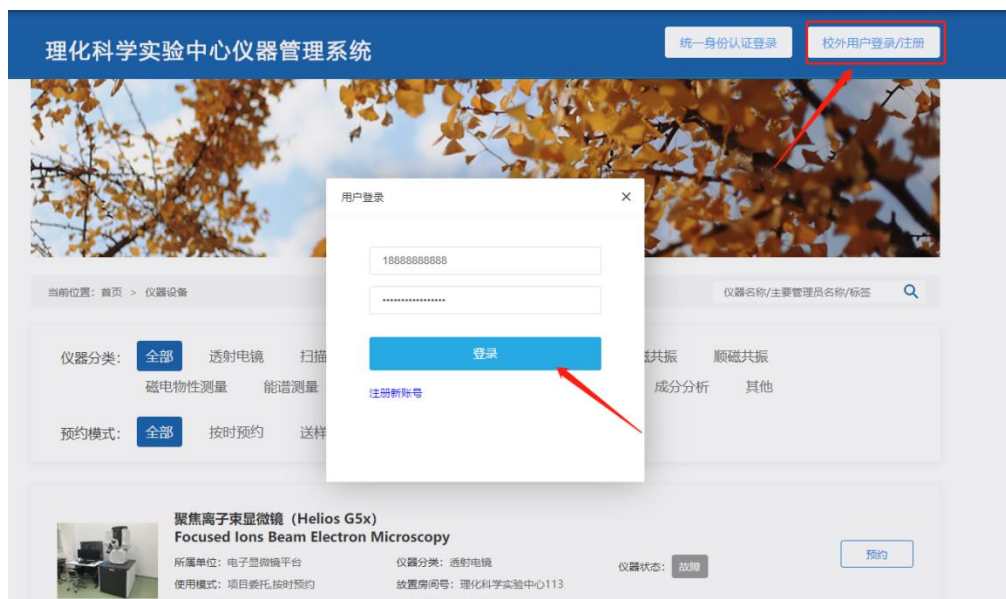 理化科学实验中心仪器管理系统
统一身份认证登录
校外用户登录/注册
用户登录
×
18888888888
•••••••••••••••••
登录
注册新账号
当前位置：首页 > 仪器设备
仪器名称/主要管理员名称/标签
仪器分类： 全部 透射电镜 扫描 共振 顺磁共振
磁电物性测量 能谱测量 成分分析 其他
预约模式： 全部 按时预约 送样
聚焦离子束显微镜（Helios G5x）
Focused Ions Beam Electron Microscopy
所属单位：电子显微镜平台 仪器分类：透射电镜
仪器状态： 故障
预约
使用模式：项目委托,按时预约 放置房间号：理化科学实验中心113